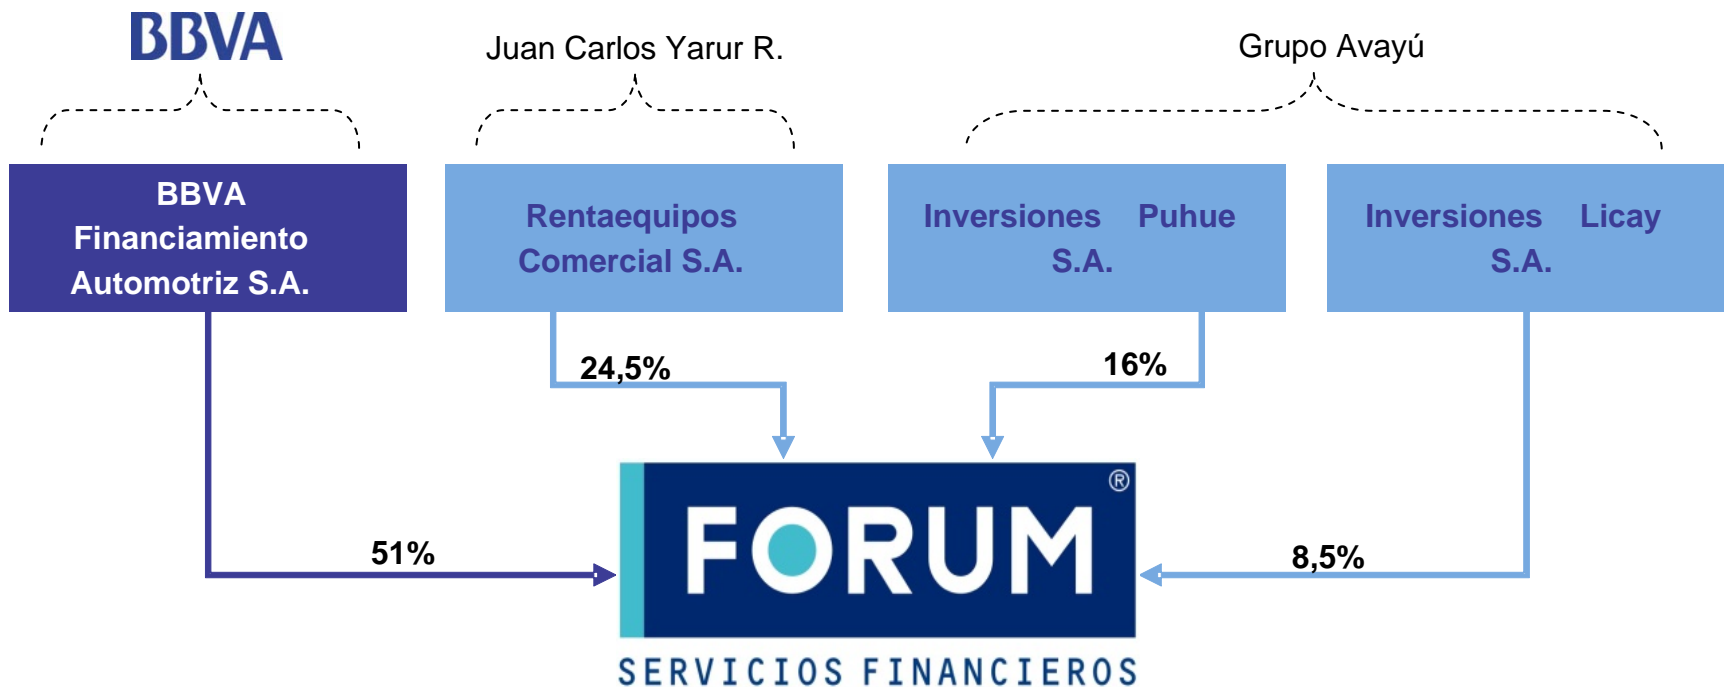 BBVA
Juan Carlos Yarur R.
Grupo Avayú
BBVA
Financiamiento
Automotriz S.A.
Rentaequipos
Comercial S.A.
Inversiones Puhue
S.A.
Inversiones Licay
S.A.
24,5%
16%
51%
8,5%
FORUM®
SERVICIOS FINANCIEROS